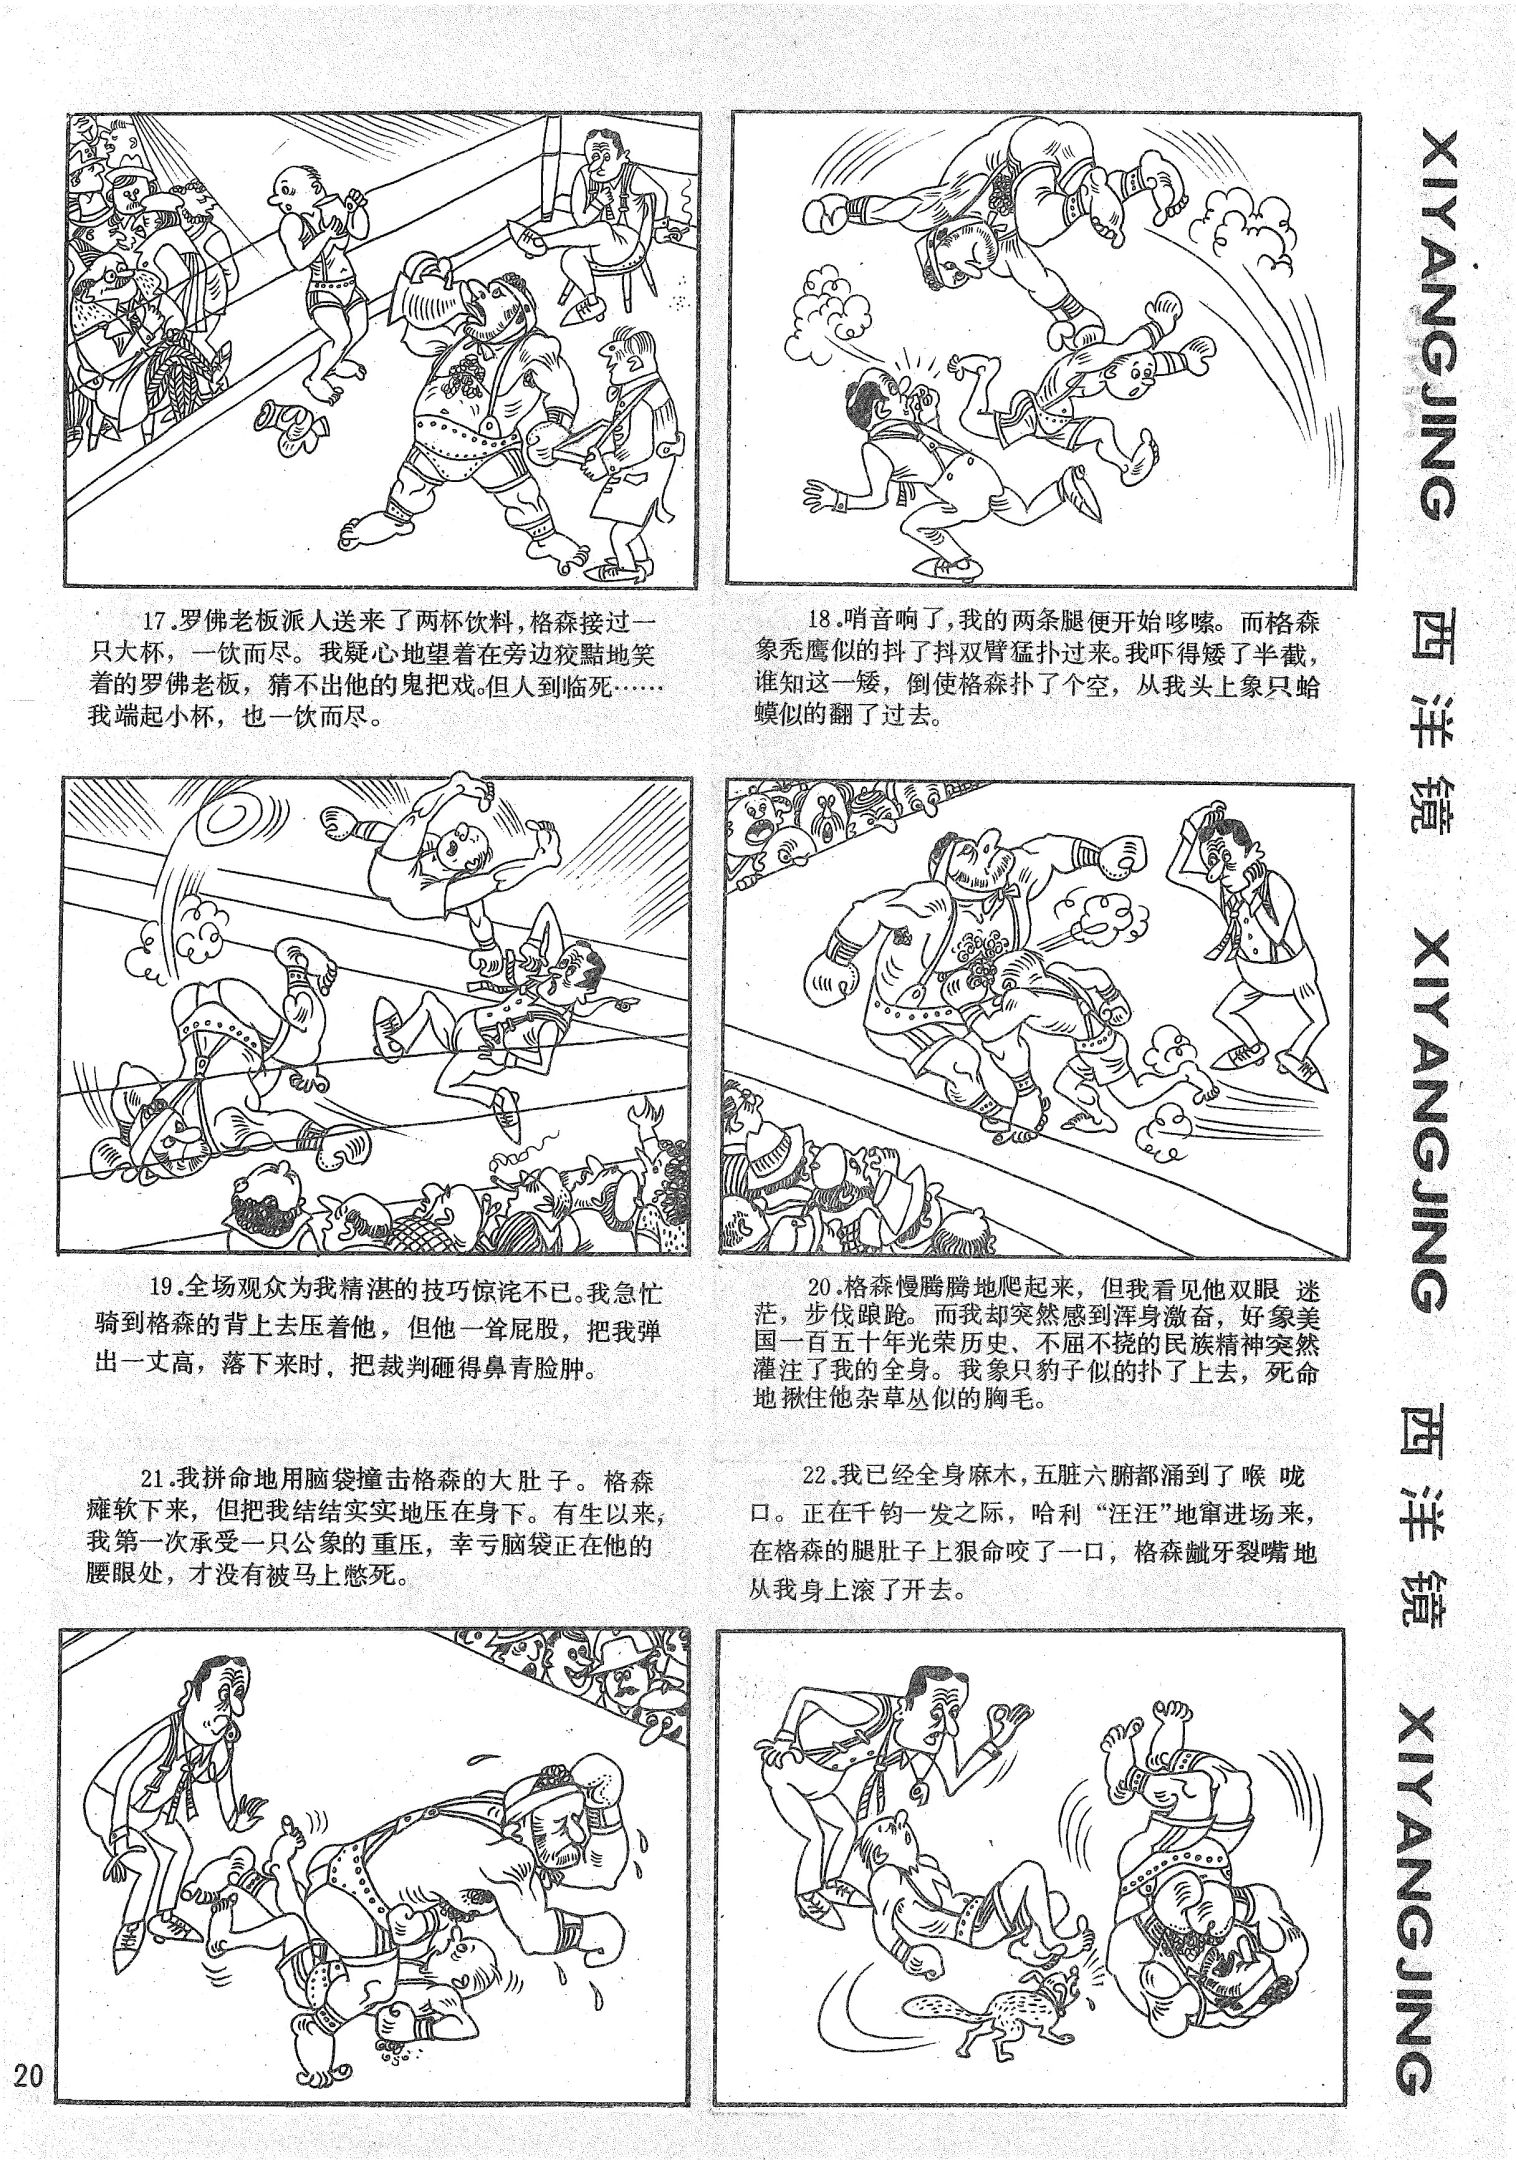 17.罗佛老板派人送来了两杯饮料，格森接过一
只大杯，一饮而尽。我疑心地望着在旁边狡黠地笑
着的罗佛老板，猜不出他的鬼把戏。但人到临死……
我端起小杯，也一饮而尽。
18.哨音响了，我的两条腿便开始哆嗦。而格森
象秃鹰似的抖了抖双臂猛扑过来。我吓得矮了半截，
谁知这一矮，倒使格森扑了个空，从我头上象只蛤
蟆似的翻了过去。
19.全场观众为我精湛的技巧惊诧不已。我急忙
骑到格森的背上去压着他，但他一耸屁股，把我弹
出一丈高，落下来时，把裁判砸得鼻青脸肿。
20.格森慢腾腾地爬起来，但我看见他双眼 迷
茫，步伐踉跄。而我却突然感到浑身激奋，好象美
国一百五十年光荣历史、不屈不挠的民族精神突然
灌注了我的全身。我象只豹子似的扑了上去，死命
地揪住他杂草丛似的胸毛。
21.我拼命地用脑袋撞击格森的大肚子。格森
瘫软下来，但把我结结实实地压在身下。有生以来，
我第一次承受一只公象的重压，幸亏脑袋正在他的
腰眼处，才没有被马上憋死。
22.我已经全身麻木，五脏六腑都涌到了喉 咙
口。正在千钧一发之际，哈利“汪汪”地窜进场来，
在格森的腿肚子上狠命咬了一口，格森龇牙裂嘴地
从我身上滚了开去。
20
XIYANGJING 西洋镜 XIYANGJING 西洋镜 XIYANGJING